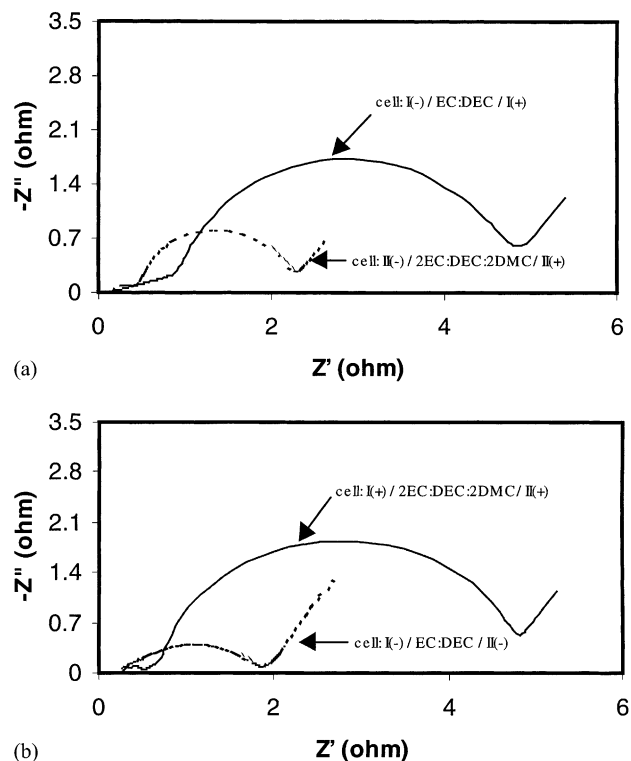 3.5
2.8
2.1
1.4
0.7
0
-Z" (ohm)
cell: I(-) / EC:DEC / I(+)
cell: II(-) / 2EC:DEC:2DMC / II(+)
0 2 4 6
(a)
Z' (ohm)
3.5
2.8
2.1
1.4
0.7
0
-Z" (ohm)
cell: I(+) / 2EC:DEC:2DMC / II(+)
cell: I(-) / EC:DEC / II(-)
0 2 4 6
(b)
Z' (ohm)